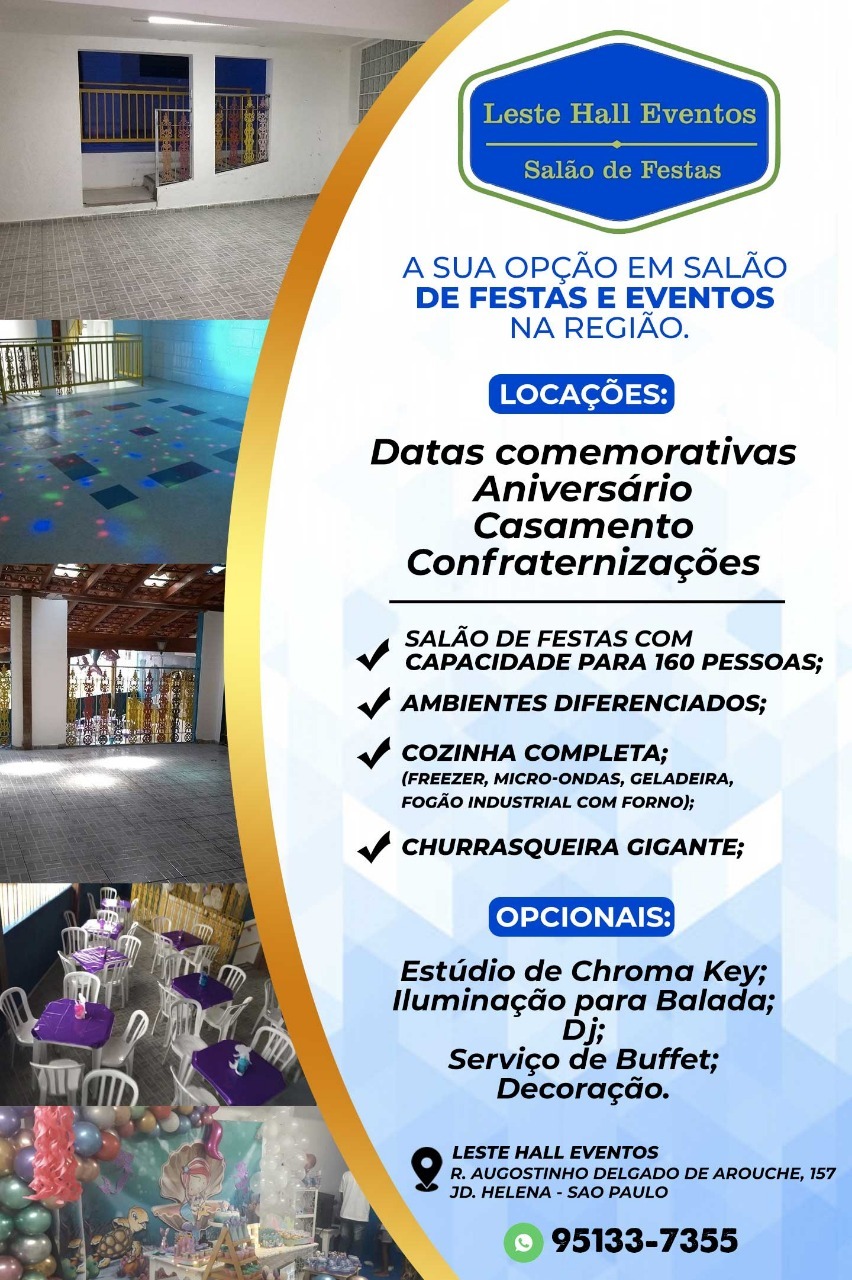 Leste Hall Eventos
Salão de Festas
A SUA OPÇÃO EM SALÃO
DE FESTAS E EVENTOS
NA REGIÃO.
LOCAÇÕES:
Datas comemorativas
Aniversário
Casamento
Confraternizações
SALÃO DE FESTAS COM
CAPACIDADE PARA 160 PESSOAS;
AMBIENTES DIFERENCIADOS;
COZINHA COMPLETA;
(FREEZER, MICRO-ONDAS, GELADEIRA,
FOGÃO INDUSTRIAL COM FORNO);
CHURRASQUEIRA GIGANTE;
OPCIONAIS:
Estúdio de Chroma Key;
Iluminação para Balada;
Dj;
Serviço de Buffet;
Decoração.
LESTE HALL EVENTOS
R. AUGOSTINHO DELGADO DE AROUCHE, 157
JD. HELENA - SAO PAULO
95133-7355